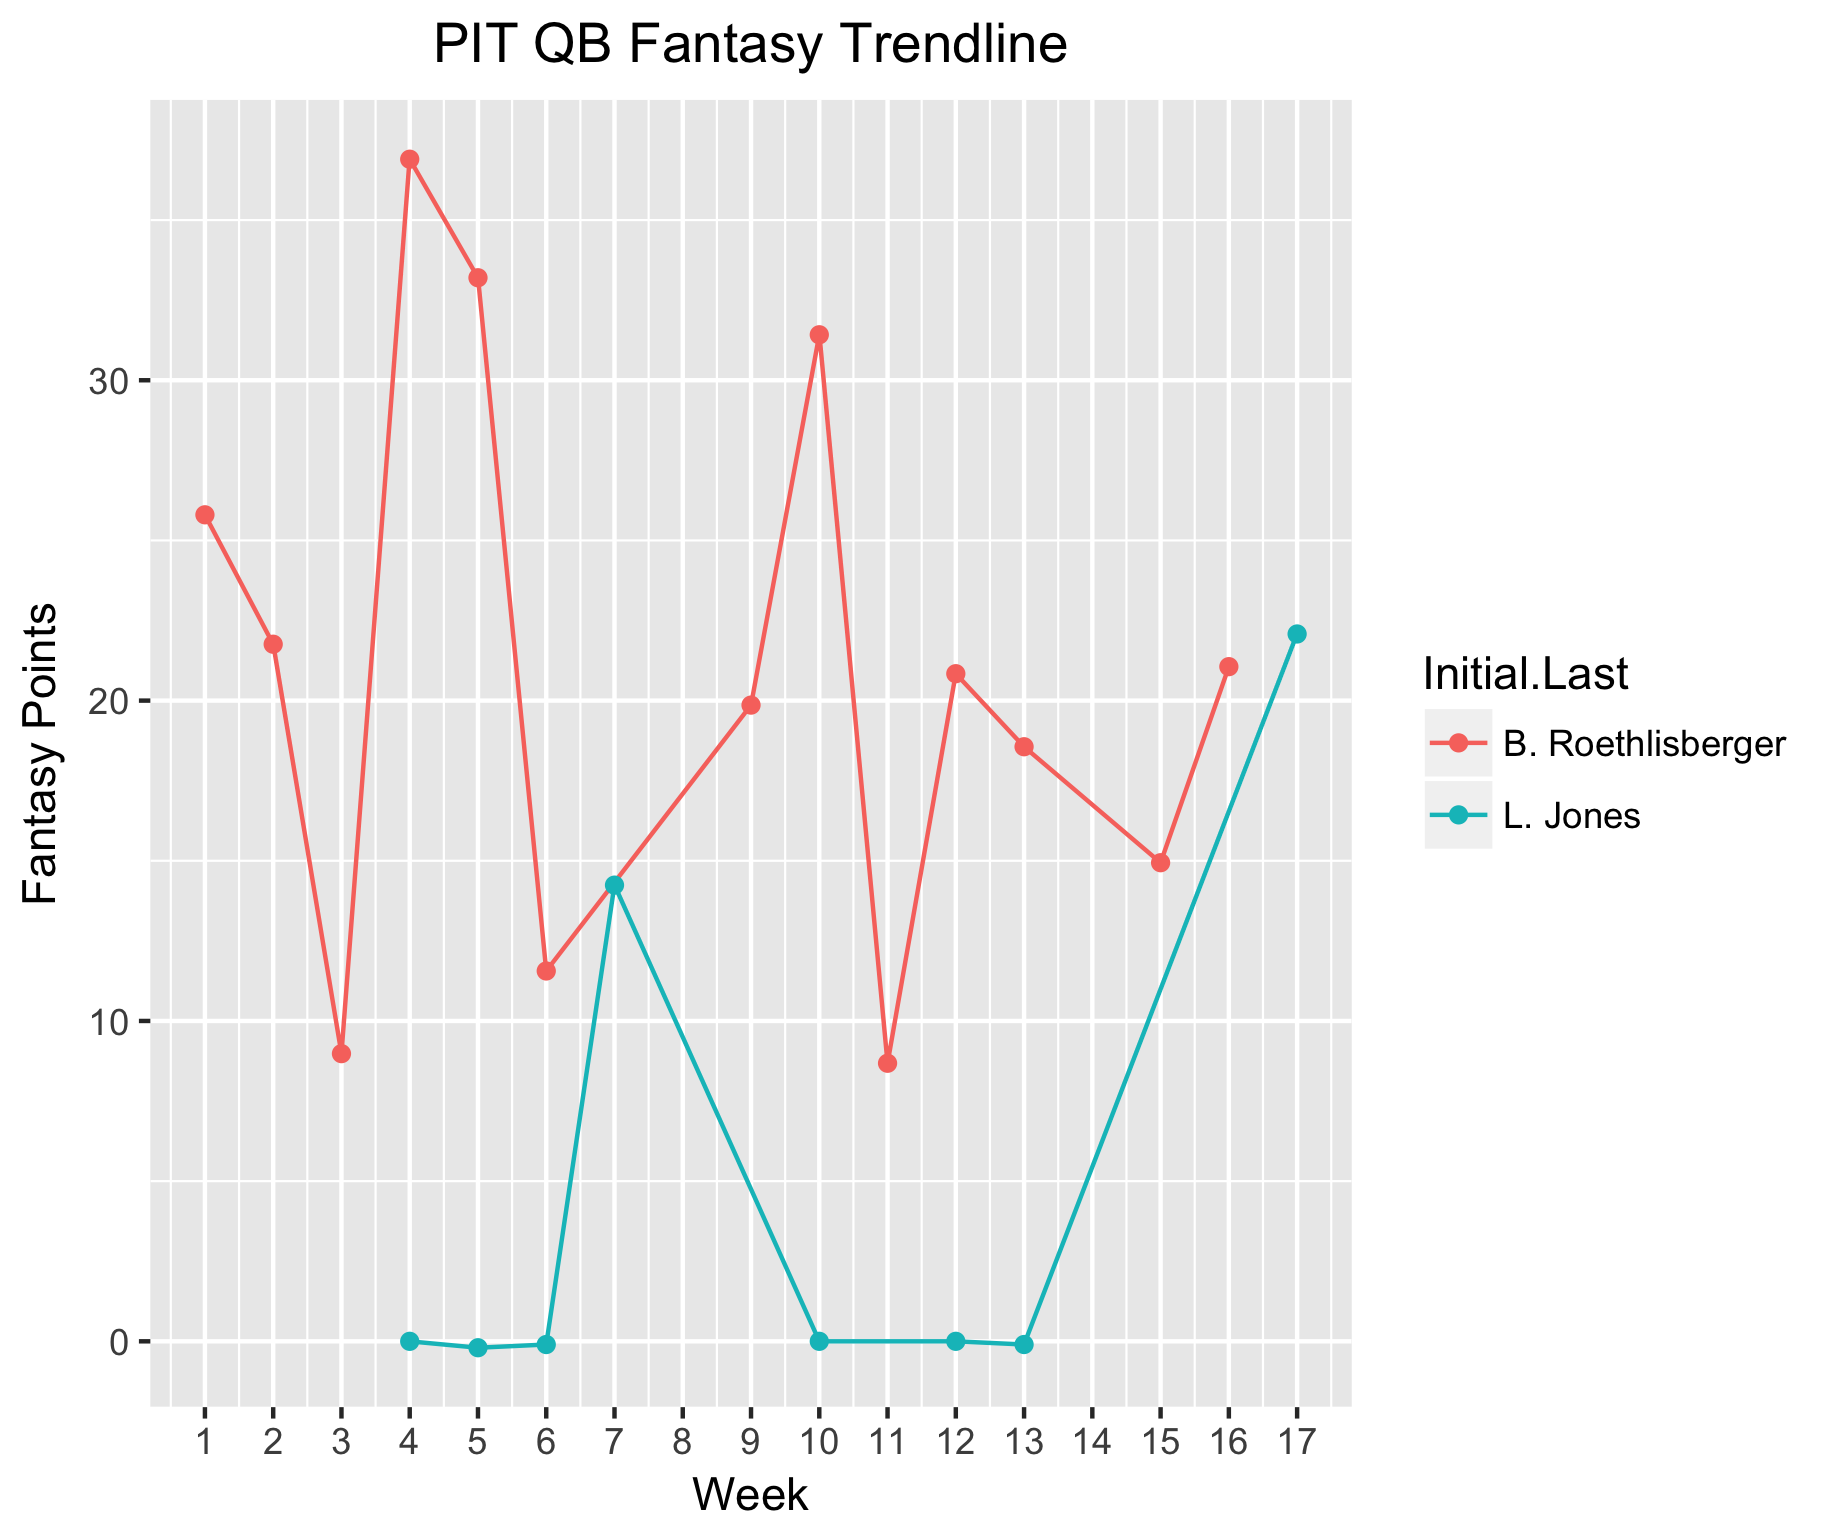 PIT QB Fantasy Trendline
Fantasy Points
30
20
10
0
1 2 3 4 5 6 7 8 9 10 11 12 13 14 15 16 17
Week
Initial.Last
B. Roethlisberger
L. Jones